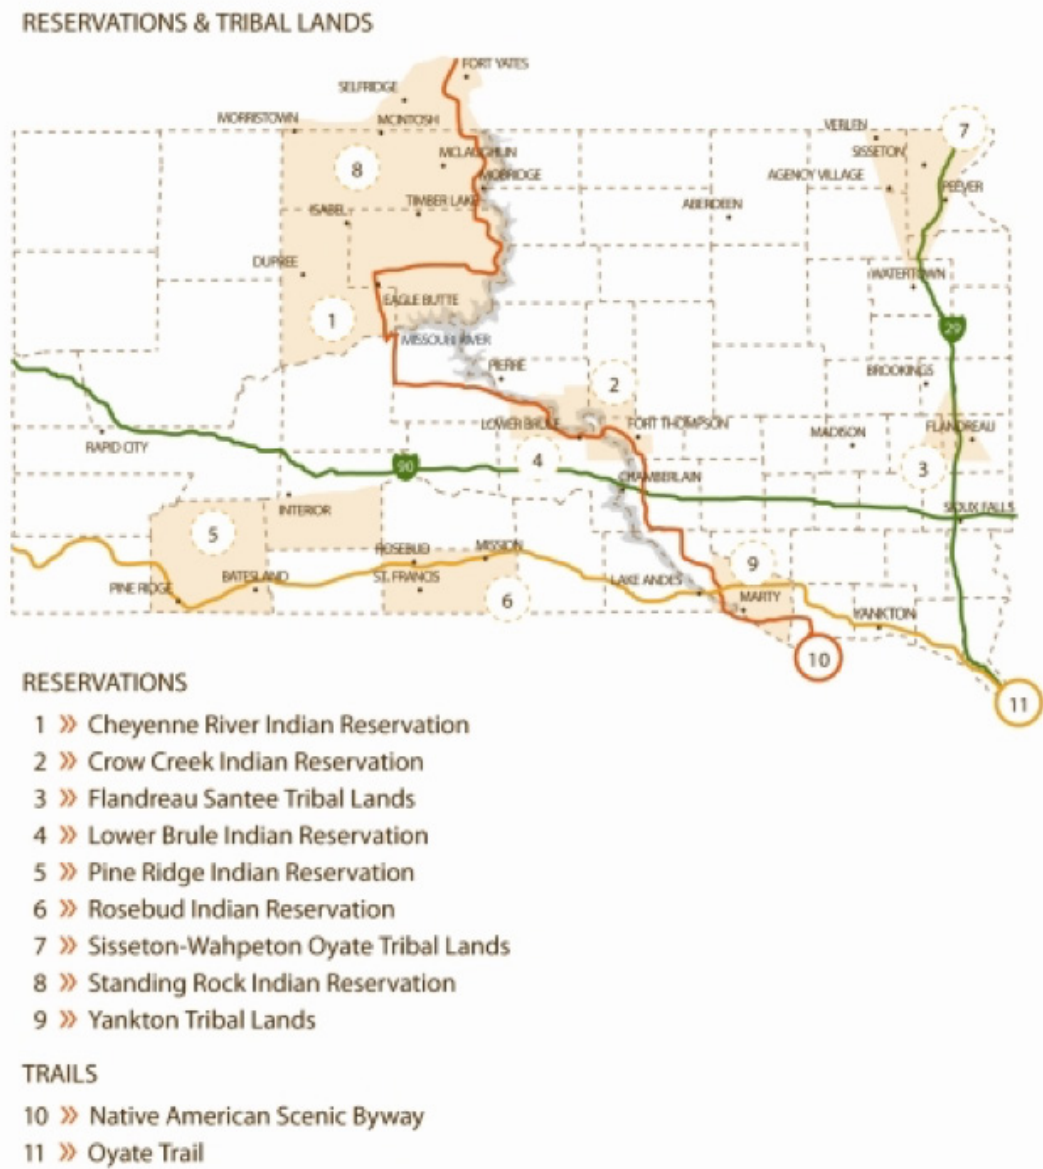 RESERVATIONS & TRIBAL LANDS
FORT YATES
SELFRIDGE
MORRISTOWN
MCINTOSH
VERLEN
7
8
MCLAUGHLIN
SISSETON
MOBRIDGE
AGENCY VILLAGE
PEEVER
ISABEL
TIMBER LAKE
ABERDEEN
DUPREE
WATERTOWN
EAGLE BUTTE
1
29
MISSOURI RIVER
PIERRE
BROOKINGS
2
LOWER BRULE
FORT THOMPSON
MADISON
FLANDREAU
RAPID CITY
4
3
90
CHAMBERLAIN
INTERIOR
SIOUX FALLS
5
ROSEBUD
MISSION
9
PINE RIDGE
BATESLAND
ST. FRANCIS
LAKE ANDES
6
MARTY
YANKTON
10
11
RESERVATIONS
1 » Cheyenne River Indian Reservation
2 » Crow Creek Indian Reservation
3 » Flandreau Santee Tribal Lands
4 » Lower Brule Indian Reservation
5 » Pine Ridge Indian Reservation
6 » Rosebud Indian Reservation
7 » Sisseton-Wahpeton Oyate Tribal Lands
8 » Standing Rock Indian Reservation
9 » Yankton Tribal Lands
TRAILS
10 » Native American Scenic Byway
11 » Oyate Trail